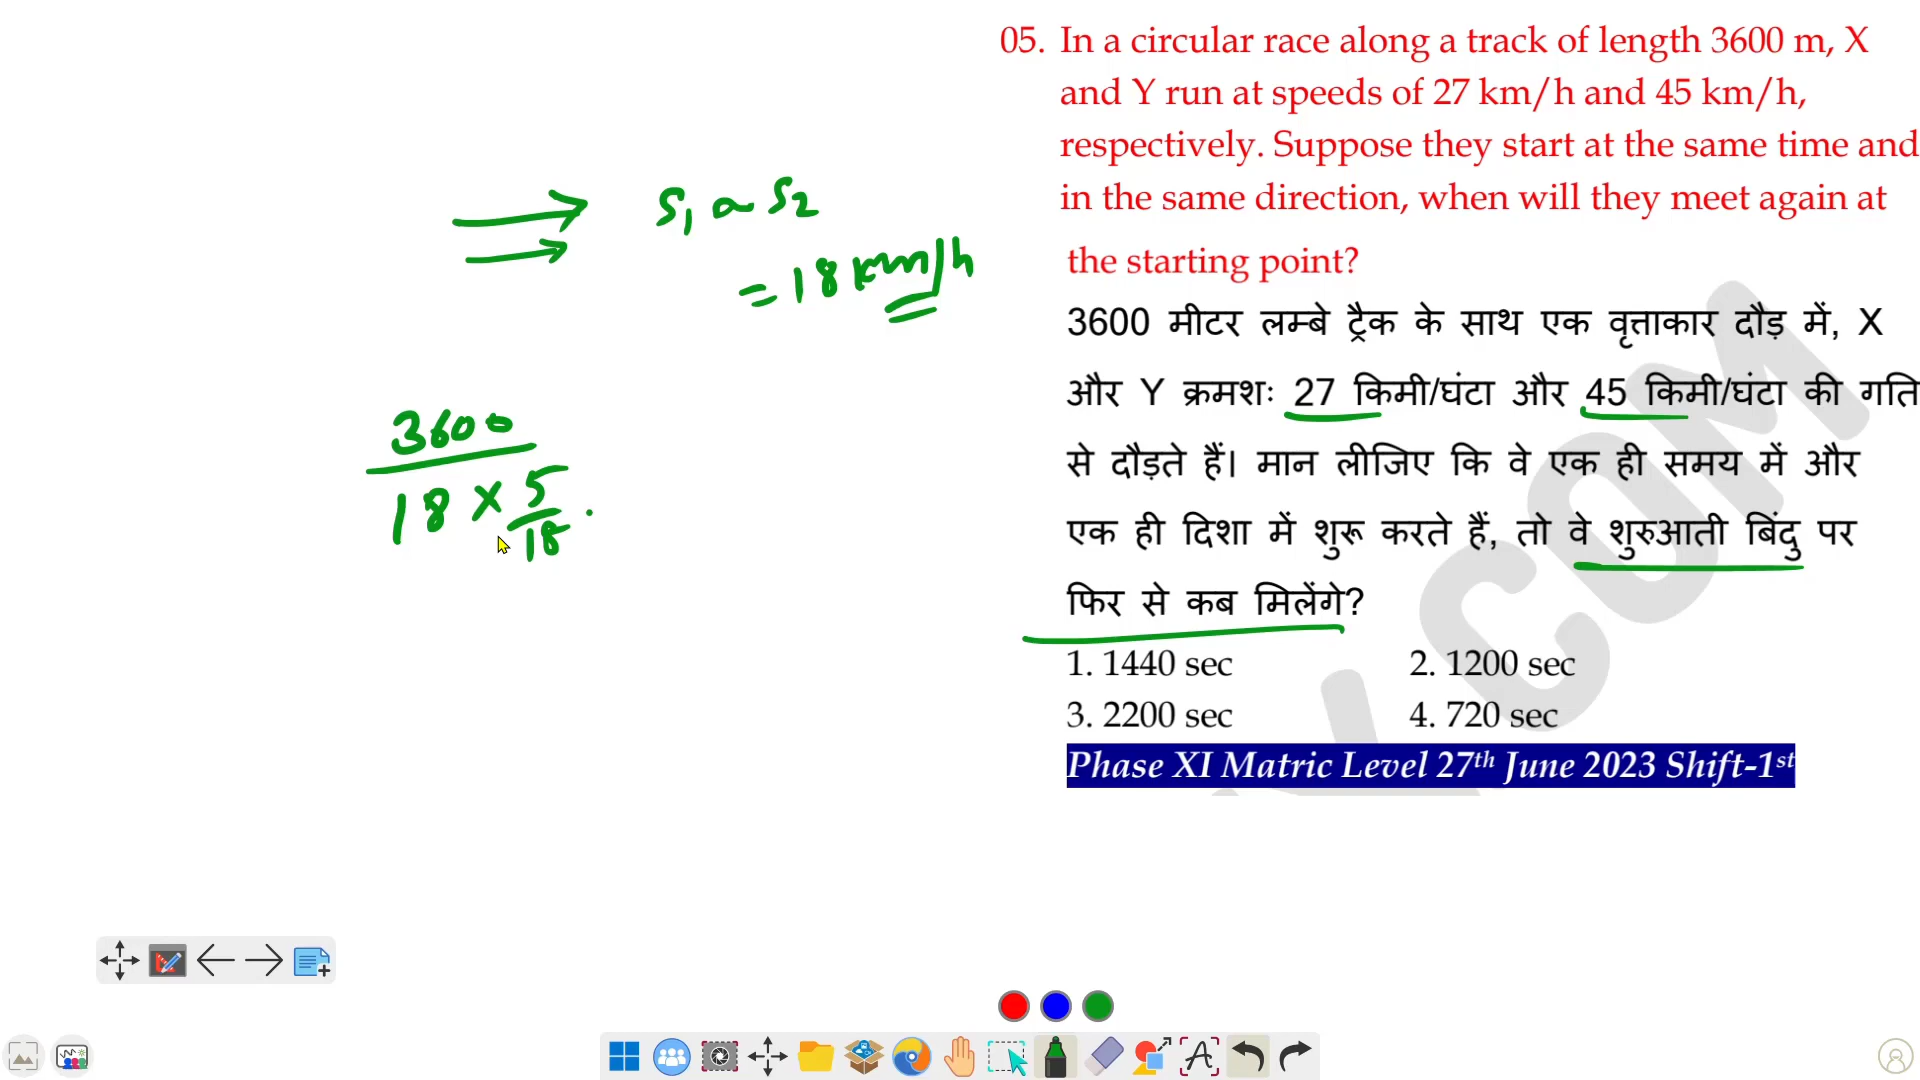 05. In a circular race along a track of length 3600 m, X
and Y run at speeds of 27 km/h and 45 km/h,
respectively. Suppose they start at the same time and
in the same direction, when will they meet again at
the starting point?
3600 मीटर लम्बे ट्रैक के साथ एक वृत्ताकार दौड़ में, X
और Y क्रमशः 27 किमी/घंटा और 45 किमी/घंटा की गति
से दौड़ते हैं। मान लीजिए कि वे एक ही समय में और
एक ही दिशा में शुरू करते हैं, तो वे शुरुआती बिंदु पर
फिर से कब मिलेंगे?
1. 1440 sec 2. 1200 sec
3. 2200 sec 4. 720 sec
Phase XI Matric Level 27th June 2023 Shift-1st
S1 ~ S2
= 18 km/h
3600
18 × 5
18